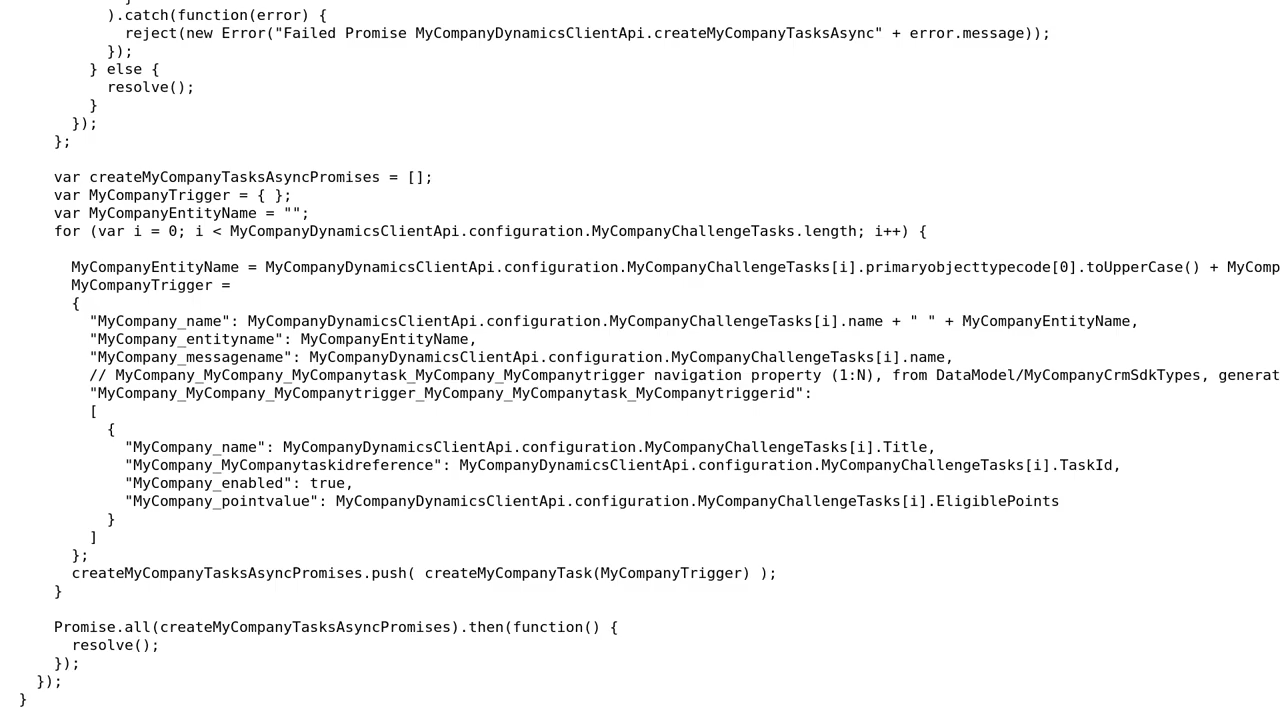 }
).catch(function(error) {
reject(new Error("Failed Promise MyCompanyDynamicsClientApi.createMyCompanyTasksAsync" + error.message));
});
} else {
resolve();
}
});
};
var createMyCompanyTasksAsyncPromises = [];
var MyCompanyTrigger = { };
var MyCompanyEntityName = "";
for (var i = 0; i < MyCompanyDynamicsClientApi.configuration.MyCompanyChallengeTasks.length; i++) {
MyCompanyEntityName = MyCompanyDynamicsClientApi.configuration.MyCompanyChallengeTasks[i].primaryobjecttypecode[0].toUpperCase() + MyComp
MyCompanyTrigger =
{
"MyCompany_name": MyCompanyDynamicsClientApi.configuration.MyCompanyChallengeTasks[i].name + " " + MyCompanyEntityName,
"MyCompany_entityname": MyCompanyEntityName,
"MyCompany_messagename": MyCompanyDynamicsClientApi.configuration.MyCompanyChallengeTasks[i].name,
// MyCompany_MyCompany_MyCompanytask_MyCompany_MyCompanytrigger navigation property (1:N), from DataModel/MyCompanyCrmSdkTypes, generat
"MyCompany_MyCompany_MyCompanytrigger_MyCompany_MyCompanytask_MyCompanytriggerid":
[
{
"MyCompany_name": MyCompanyDynamicsClientApi.configuration.MyCompanyChallengeTasks[i].Title,
"MyCompany_MyCompanytaskidreference": MyCompanyDynamicsClientApi.configuration.MyCompanyChallengeTasks[i].TaskId,
"MyCompany_enabled": true,
"MyCompany_pointvalue": MyCompanyDynamicsClientApi.configuration.MyCompanyChallengeTasks[i].EligiblePoints
}
]
};
createMyCompanyTasksAsyncPromises.push( createMyCompanyTask(MyCompanyTrigger) );
}
Promise.all(createMyCompanyTasksAsyncPromises).then(function() {
resolve();
});
});
}